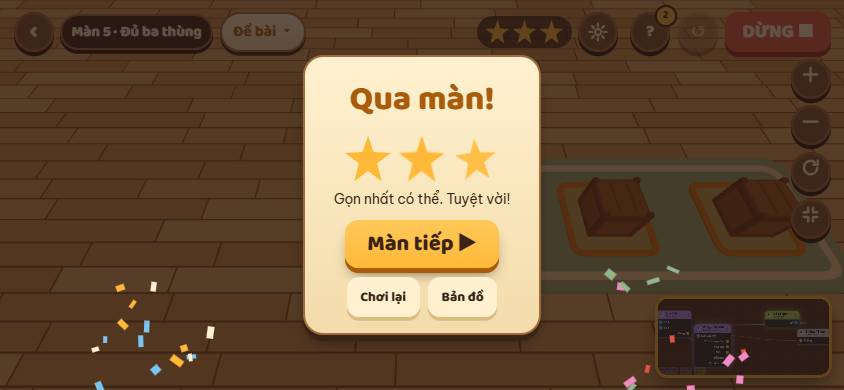 Màn 5 · Đủ ba thùng
Đề bài
?
2
DỪNG
Qua màn!
Gọn nhất có thể. Tuyệt vời!
Màn tiếp
Chơi lại
Bản đồ